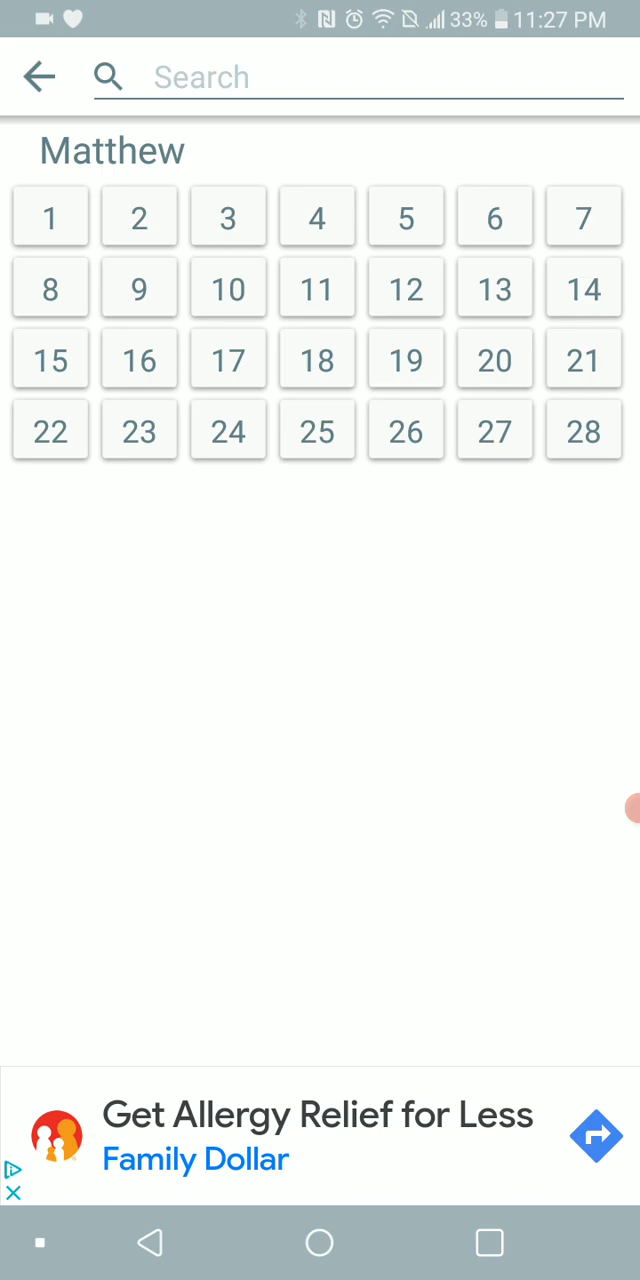 33% 11:27 PM
Search
Matthew
1 2 3 4 5 6 7
8 9 10 11 12 13 14
15 16 17 18 19 20 21
22 23 24 25 26 27 28
Get Allergy Relief for Less
Family Dollar